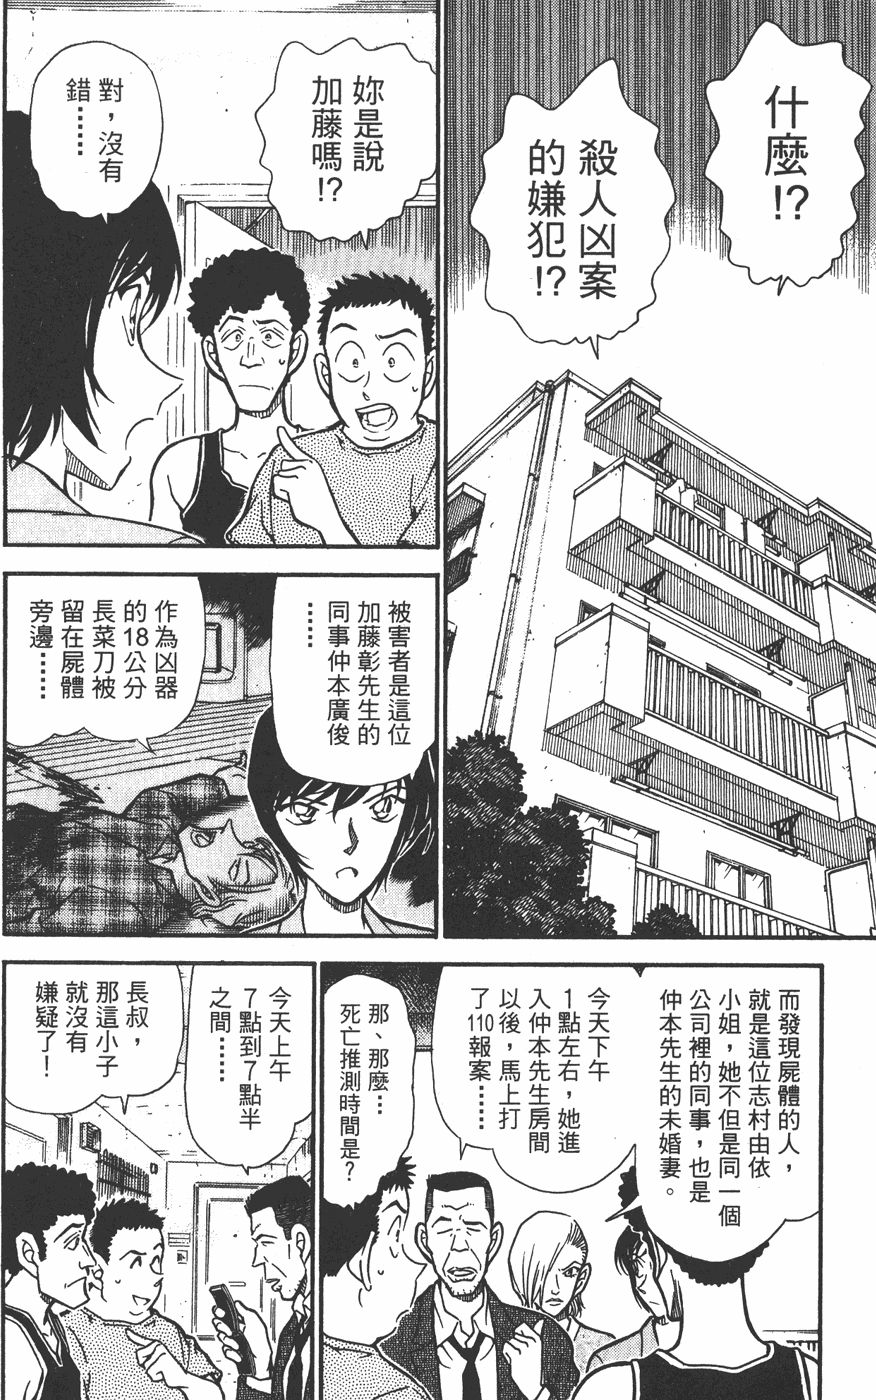 什麼!?
殺人凶案
的嫌犯!?
妳是說
加藤嗎!?
對，沒有
錯……
被害者是這位
加藤彰先生的
同事仲本廣俊
……
作為凶器
的18公分
長菜刀被
留在屍體
旁邊……
而發現屍體的人，
就是這位志村由依
小姐，她不但是同一個
公司裡的同事，也是
仲本先生的未婚妻。
今天下午
1點左右，她進
入仲本先生房間
以後，馬上打
了110報案……
那、那麼…
死亡推測時間是？
今天上午
7點到7點半
之間……
長叔，
那這小子
就沒有
嫌疑了！